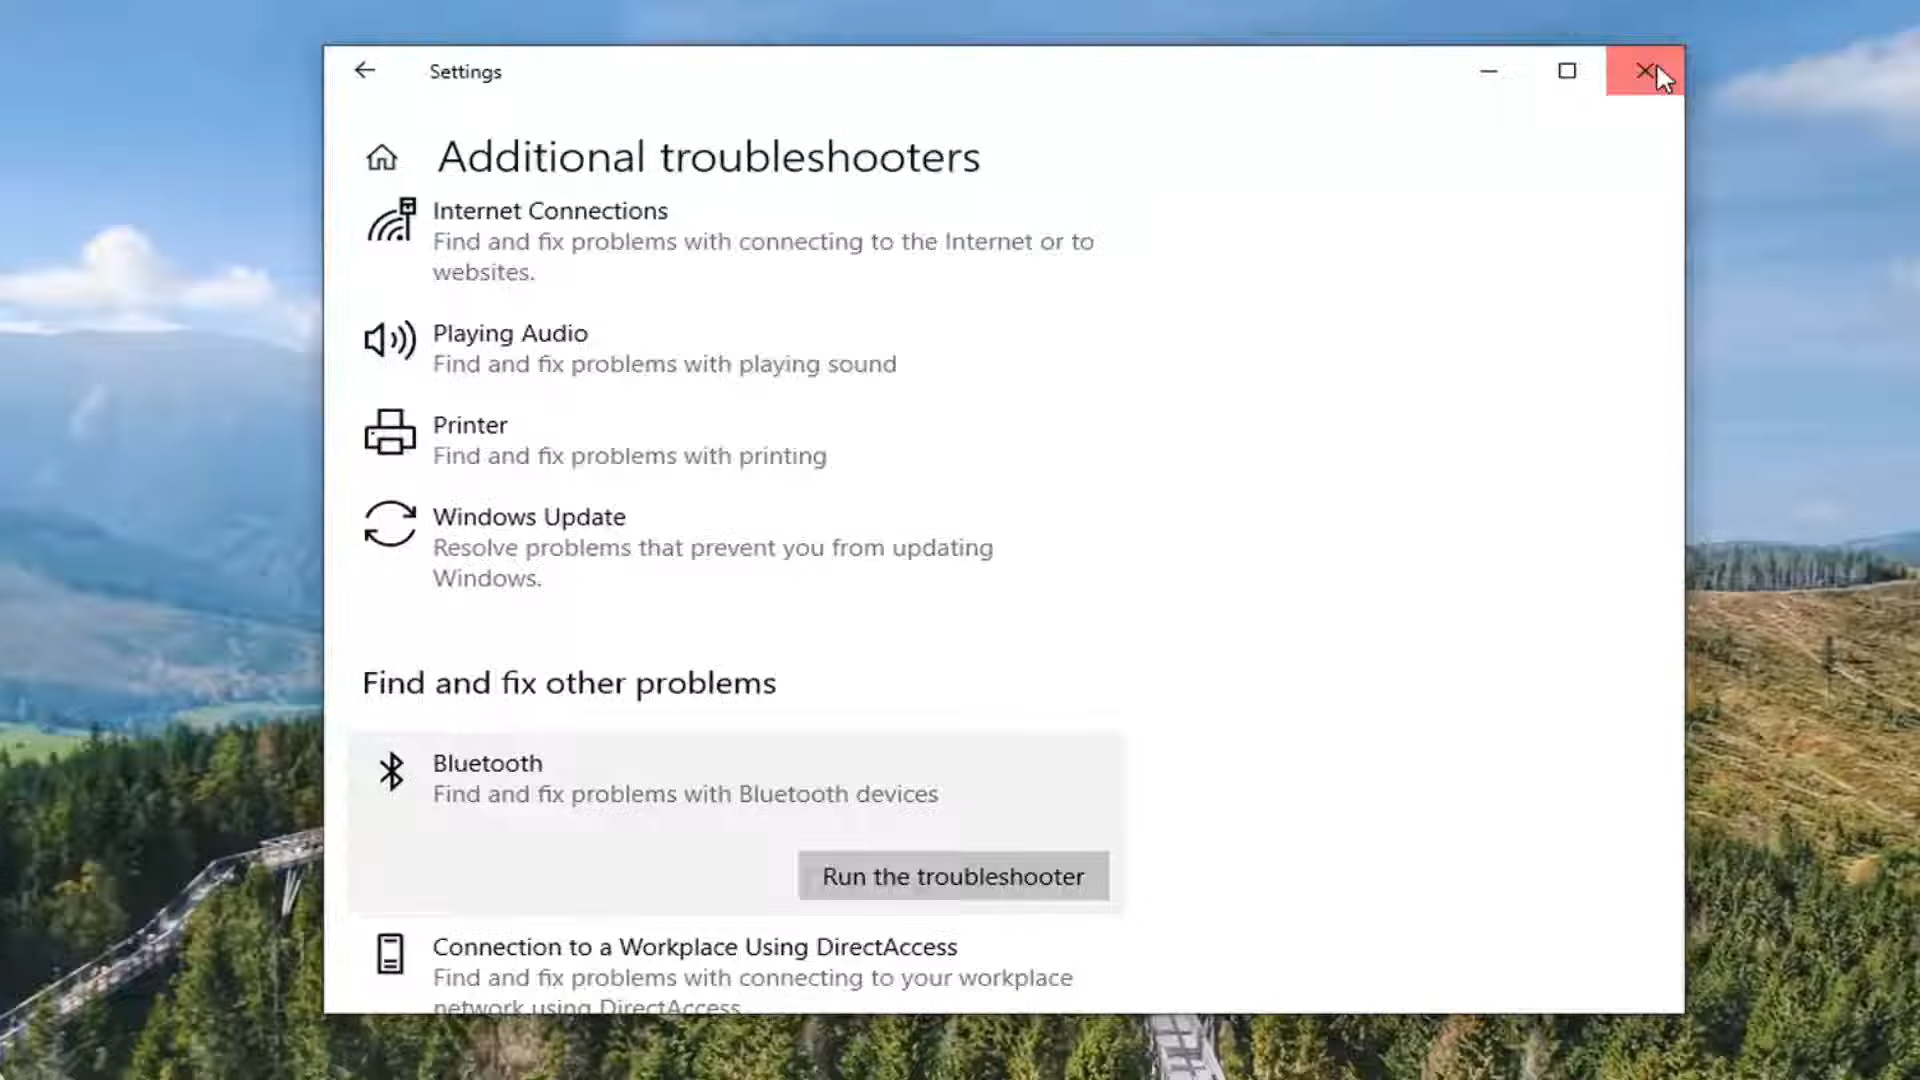 Settings
Additional troubleshooters
Internet Connections
Find and fix problems with connecting to the Internet or to
websites.
Playing Audio
Find and fix problems with playing sound
Printer
Find and fix problems with printing
Windows Update
Resolve problems that prevent you from updating
Windows.
Find and fix other problems
Bluetooth
Find and fix problems with Bluetooth devices
Run the troubleshooter
Connection to a Workplace Using DirectAccess
Find and fix problems with connecting to your workplace
network using DirectAccess.